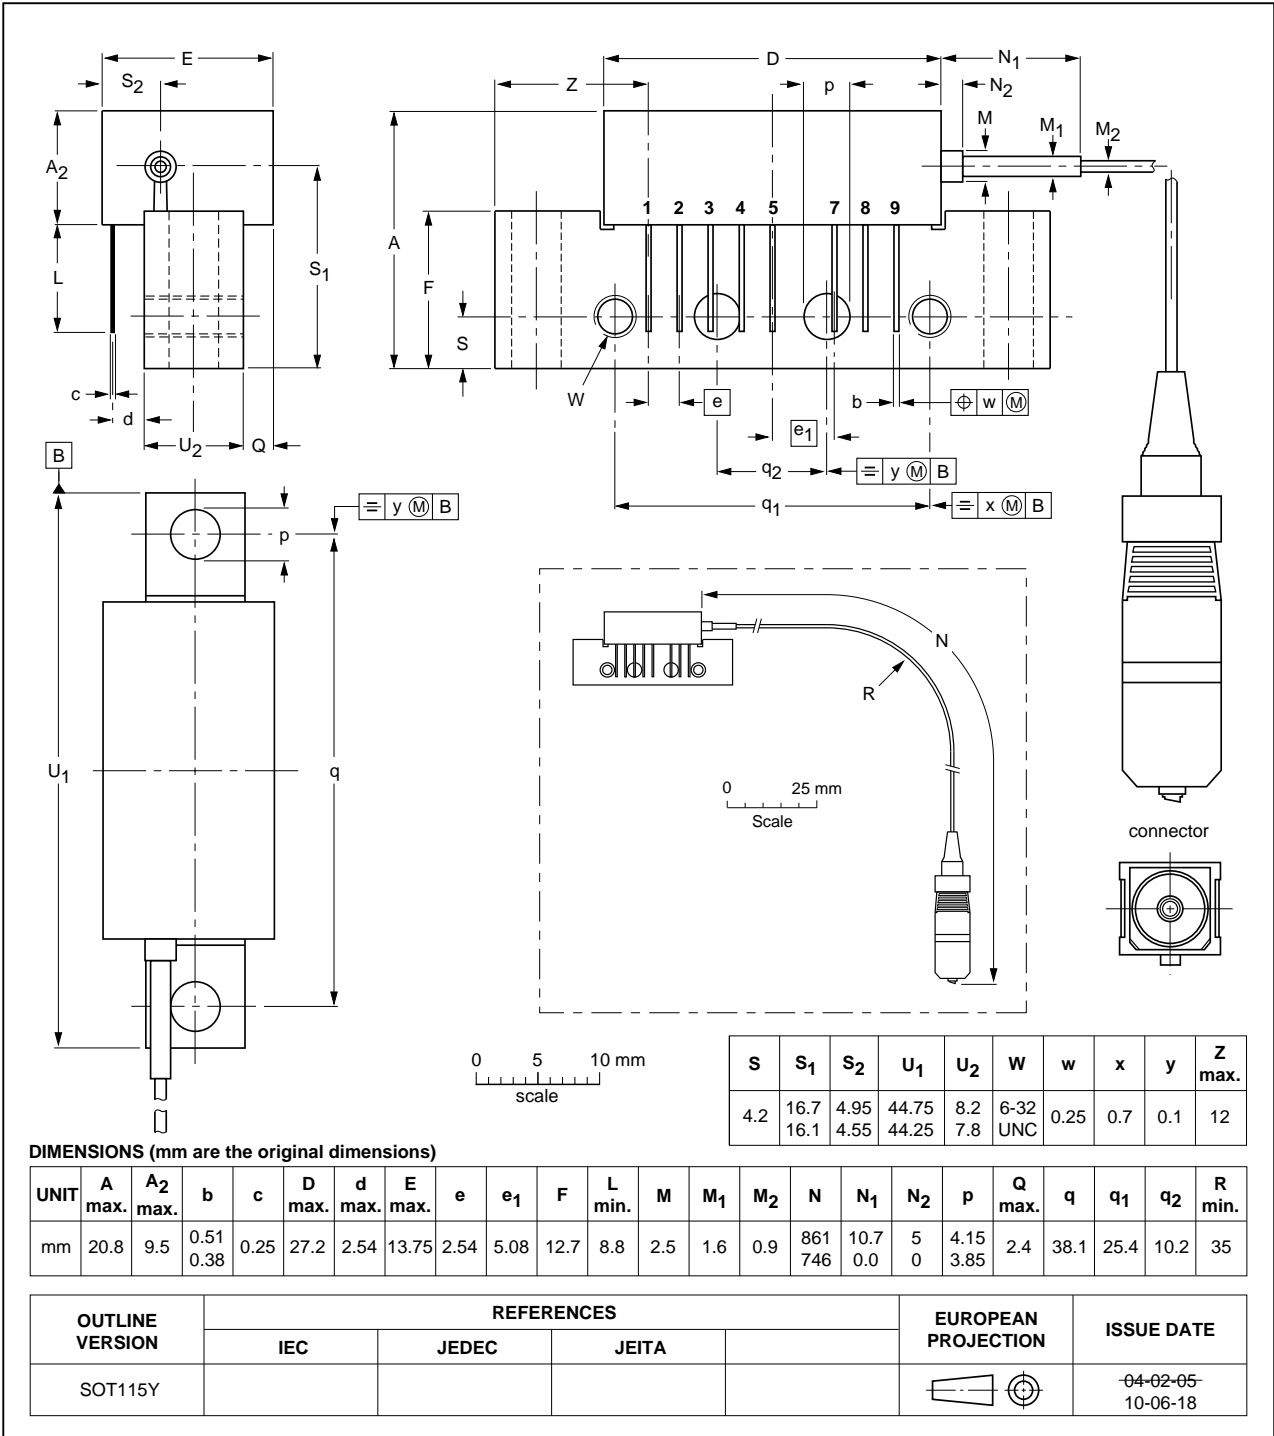 E
S2
D
N1
Z
p
N2
M
M1
M2
A2
A
1 2 3 4 5 7 8 9
L
S1
F
S
c
d
W
e
b
w M
U2
Q
e1
B
q2
y M B
q1
x M B
y M B
p
U1
q
N
R
0 25 mm
Scale
connector
0 5 10 mm
scale
S S1 S2 U1 U2 W w x y Z max.
4.2 16.7 16.1 4.95 4.55 44.75 44.25 8.2 7.8 6-32 UNC 0.25 0.7 0.1 12
DIMENSIONS (mm are the original dimensions)
UNIT A max. A2 max. b c D max. d max. E max. e e1 F L min. M M1 M2 N N1 N2 p Q max. q q1 q2 R min.
mm 20.8 9.5 0.51 0.38 0.25 27.2 2.54 13.75 2.54 5.08 12.7 8.8 2.5 1.6 0.9 861 746 10.7 0.0 5 0 4.15 3.85 2.4 38.1 25.4 10.2 35
OUTLINE VERSION
REFERENCES
EUROPEAN PROJECTION
ISSUE DATE
IEC JEDEC JEITA
SOT115Y
04-02-05
10-06-18